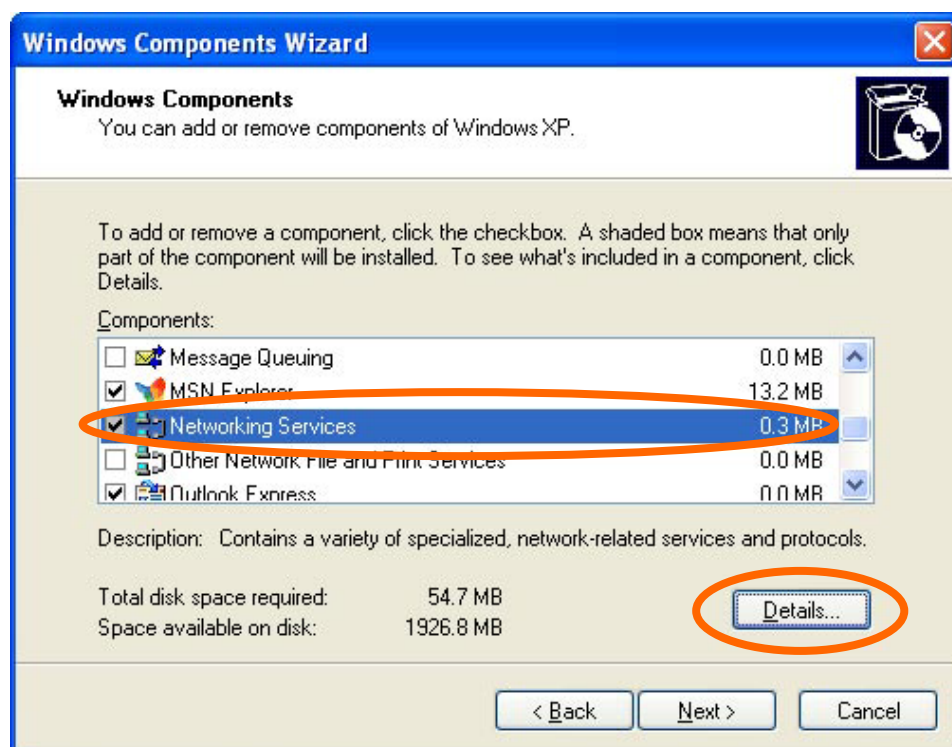 Windows Components Wizard
Windows Components
You can add or remove components of Windows XP.
To add or remove a component, click the checkbox. A shaded box means that only
part of the component will be installed. To see what's included in a component, click
Details.
Components:
Message Queuing 0.0 MB
MSN Explorer 13.2 MB
Networking Services 0.3 MB
Other Network File and Print Services 0.0 MB
Outlook Express 0.0 MB
Description: Contains a variety of specialized, network-related services and protocols.
Total disk space required: 54.7 MB
Space available on disk: 1926.8 MB
Details...
< Back Next > Cancel